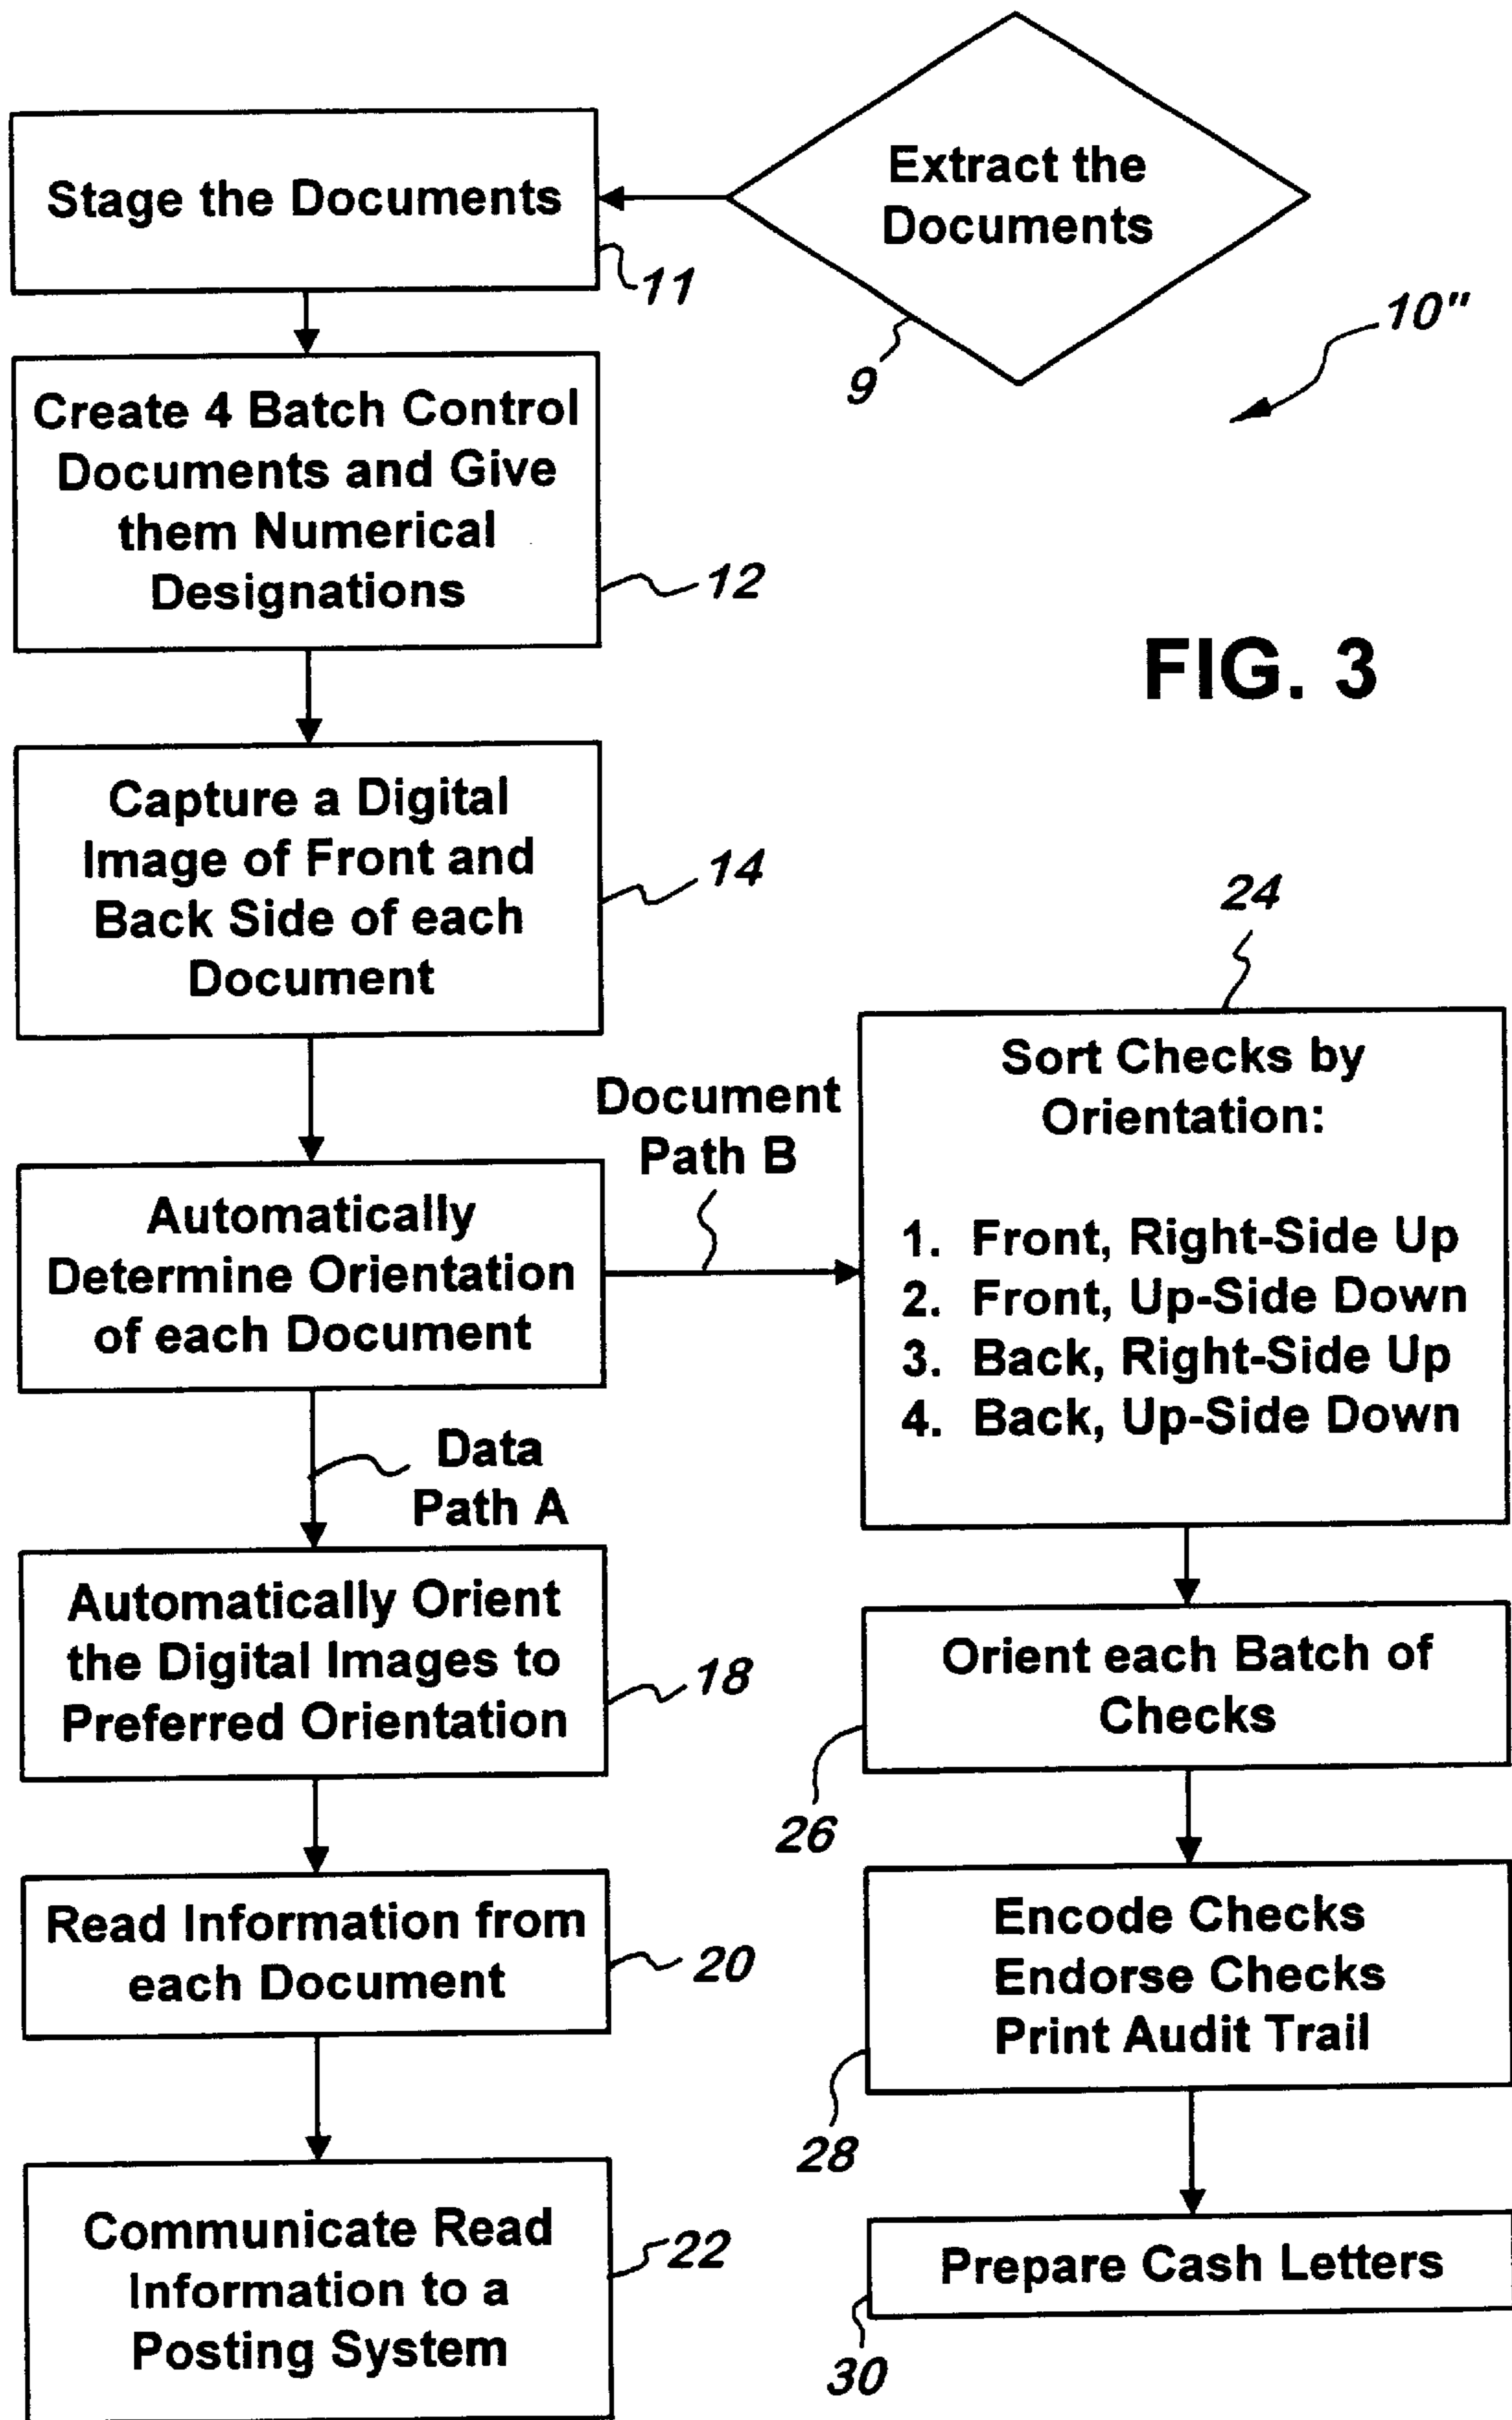 Extract the
Documents
9
10"
Stage the Documents
11
Create 4 Batch Control
Documents and Give
them Numerical
Designations
12
FIG. 3
Capture a Digital
Image of Front and
Back Side of each
Document
14
Automatically
Determine Orientation
of each Document
Document
Path B
Data
Path A
Automatically Orient
the Digital Images to
Preferred Orientation
18
Read Information from
each Document
20
Communicate Read
Information to a
Posting System
22
24
Sort Checks by
Orientation:
1. Front, Right-Side Up
2. Front, Up-Side Down
3. Back, Right-Side Up
4. Back, Up-Side Down
Orient each Batch of
Checks
26
Encode Checks
Endorse Checks
Print Audit Trail
28
Prepare Cash Letters
30